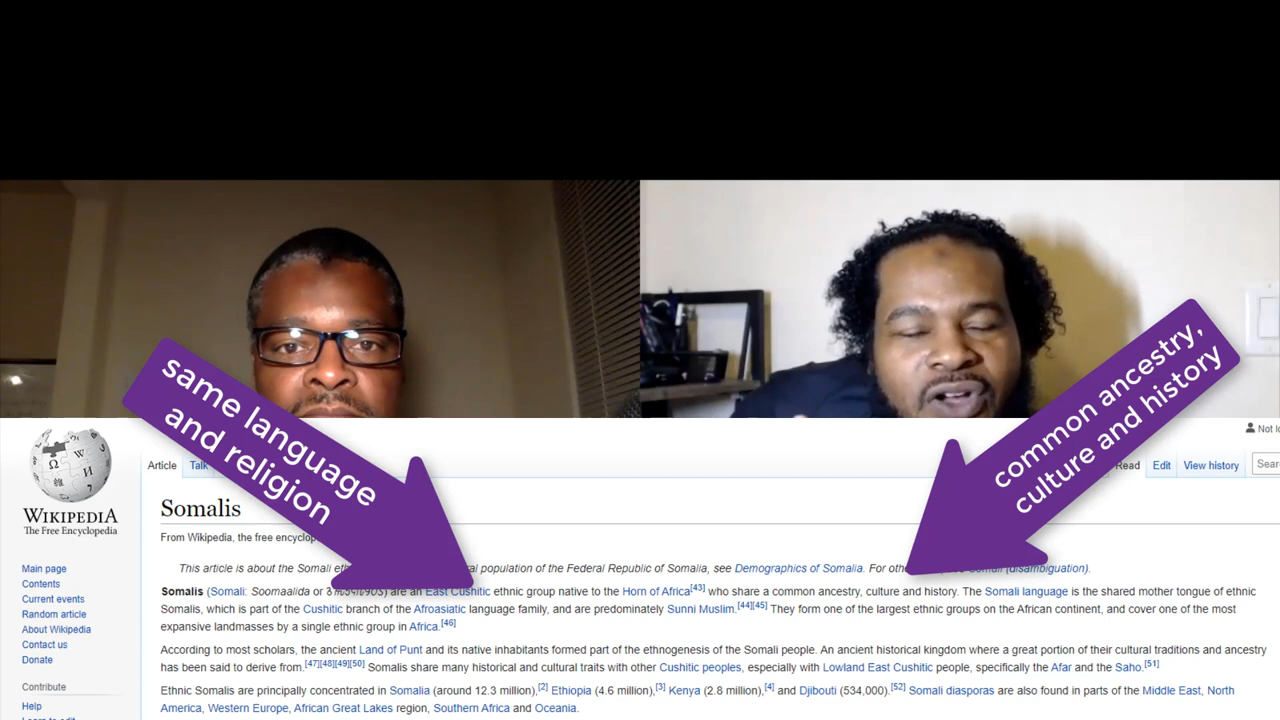 same language
and religion
common ancestry,
culture and history
Not lo
WIKIPEDIA
The Free Encyclopedia
Article Talk
Read Edit View history
Sear
Somalis
From Wikipedia, the free encyclop
This article is about the Somali eth al population of the Federal Republic of Somalia, see Demographics of Somalia. For othe (disambiguation).
Somalis (Somali: Soomaalida or are an East Cushitic ethnic group native to the Horn of Africa[43] who share a common ancestry, culture and history. The Somali language is the shared mother tongue of ethnic
Somalis, which is part of the Cushitic branch of the Afroasiatic language family, and are predominately Sunni Muslim.[44][45] They form one of the largest ethnic groups on the African continent, and cover one of the most
expansive landmasses by a single ethnic group in Africa.[46]
According to most scholars, the ancient Land of Punt and its native inhabitants formed part of the ethnogenesis of the Somali people. An ancient historical kingdom where a great portion of their cultural traditions and ancestry
has been said to derive from.[47][48][49][50] Somalis share many historical and cultural traits with other Cushitic peoples, especially with Lowland East Cushitic people, specifically the Afar and the Saho.[51]
Ethnic Somalis are principally concentrated in Somalia (around 12.3 million),[2] Ethiopia (4.6 million),[3] Kenya (2.8 million),[4] and Djibouti (534,000).[52] Somali diasporas are also found in parts of the Middle East, North
America, Western Europe, African Great Lakes region, Southern Africa and Oceania.
Main page
Contents
Current events
Random article
About Wikipedia
Contact us
Donate
Contribute
Help
Learn to edit